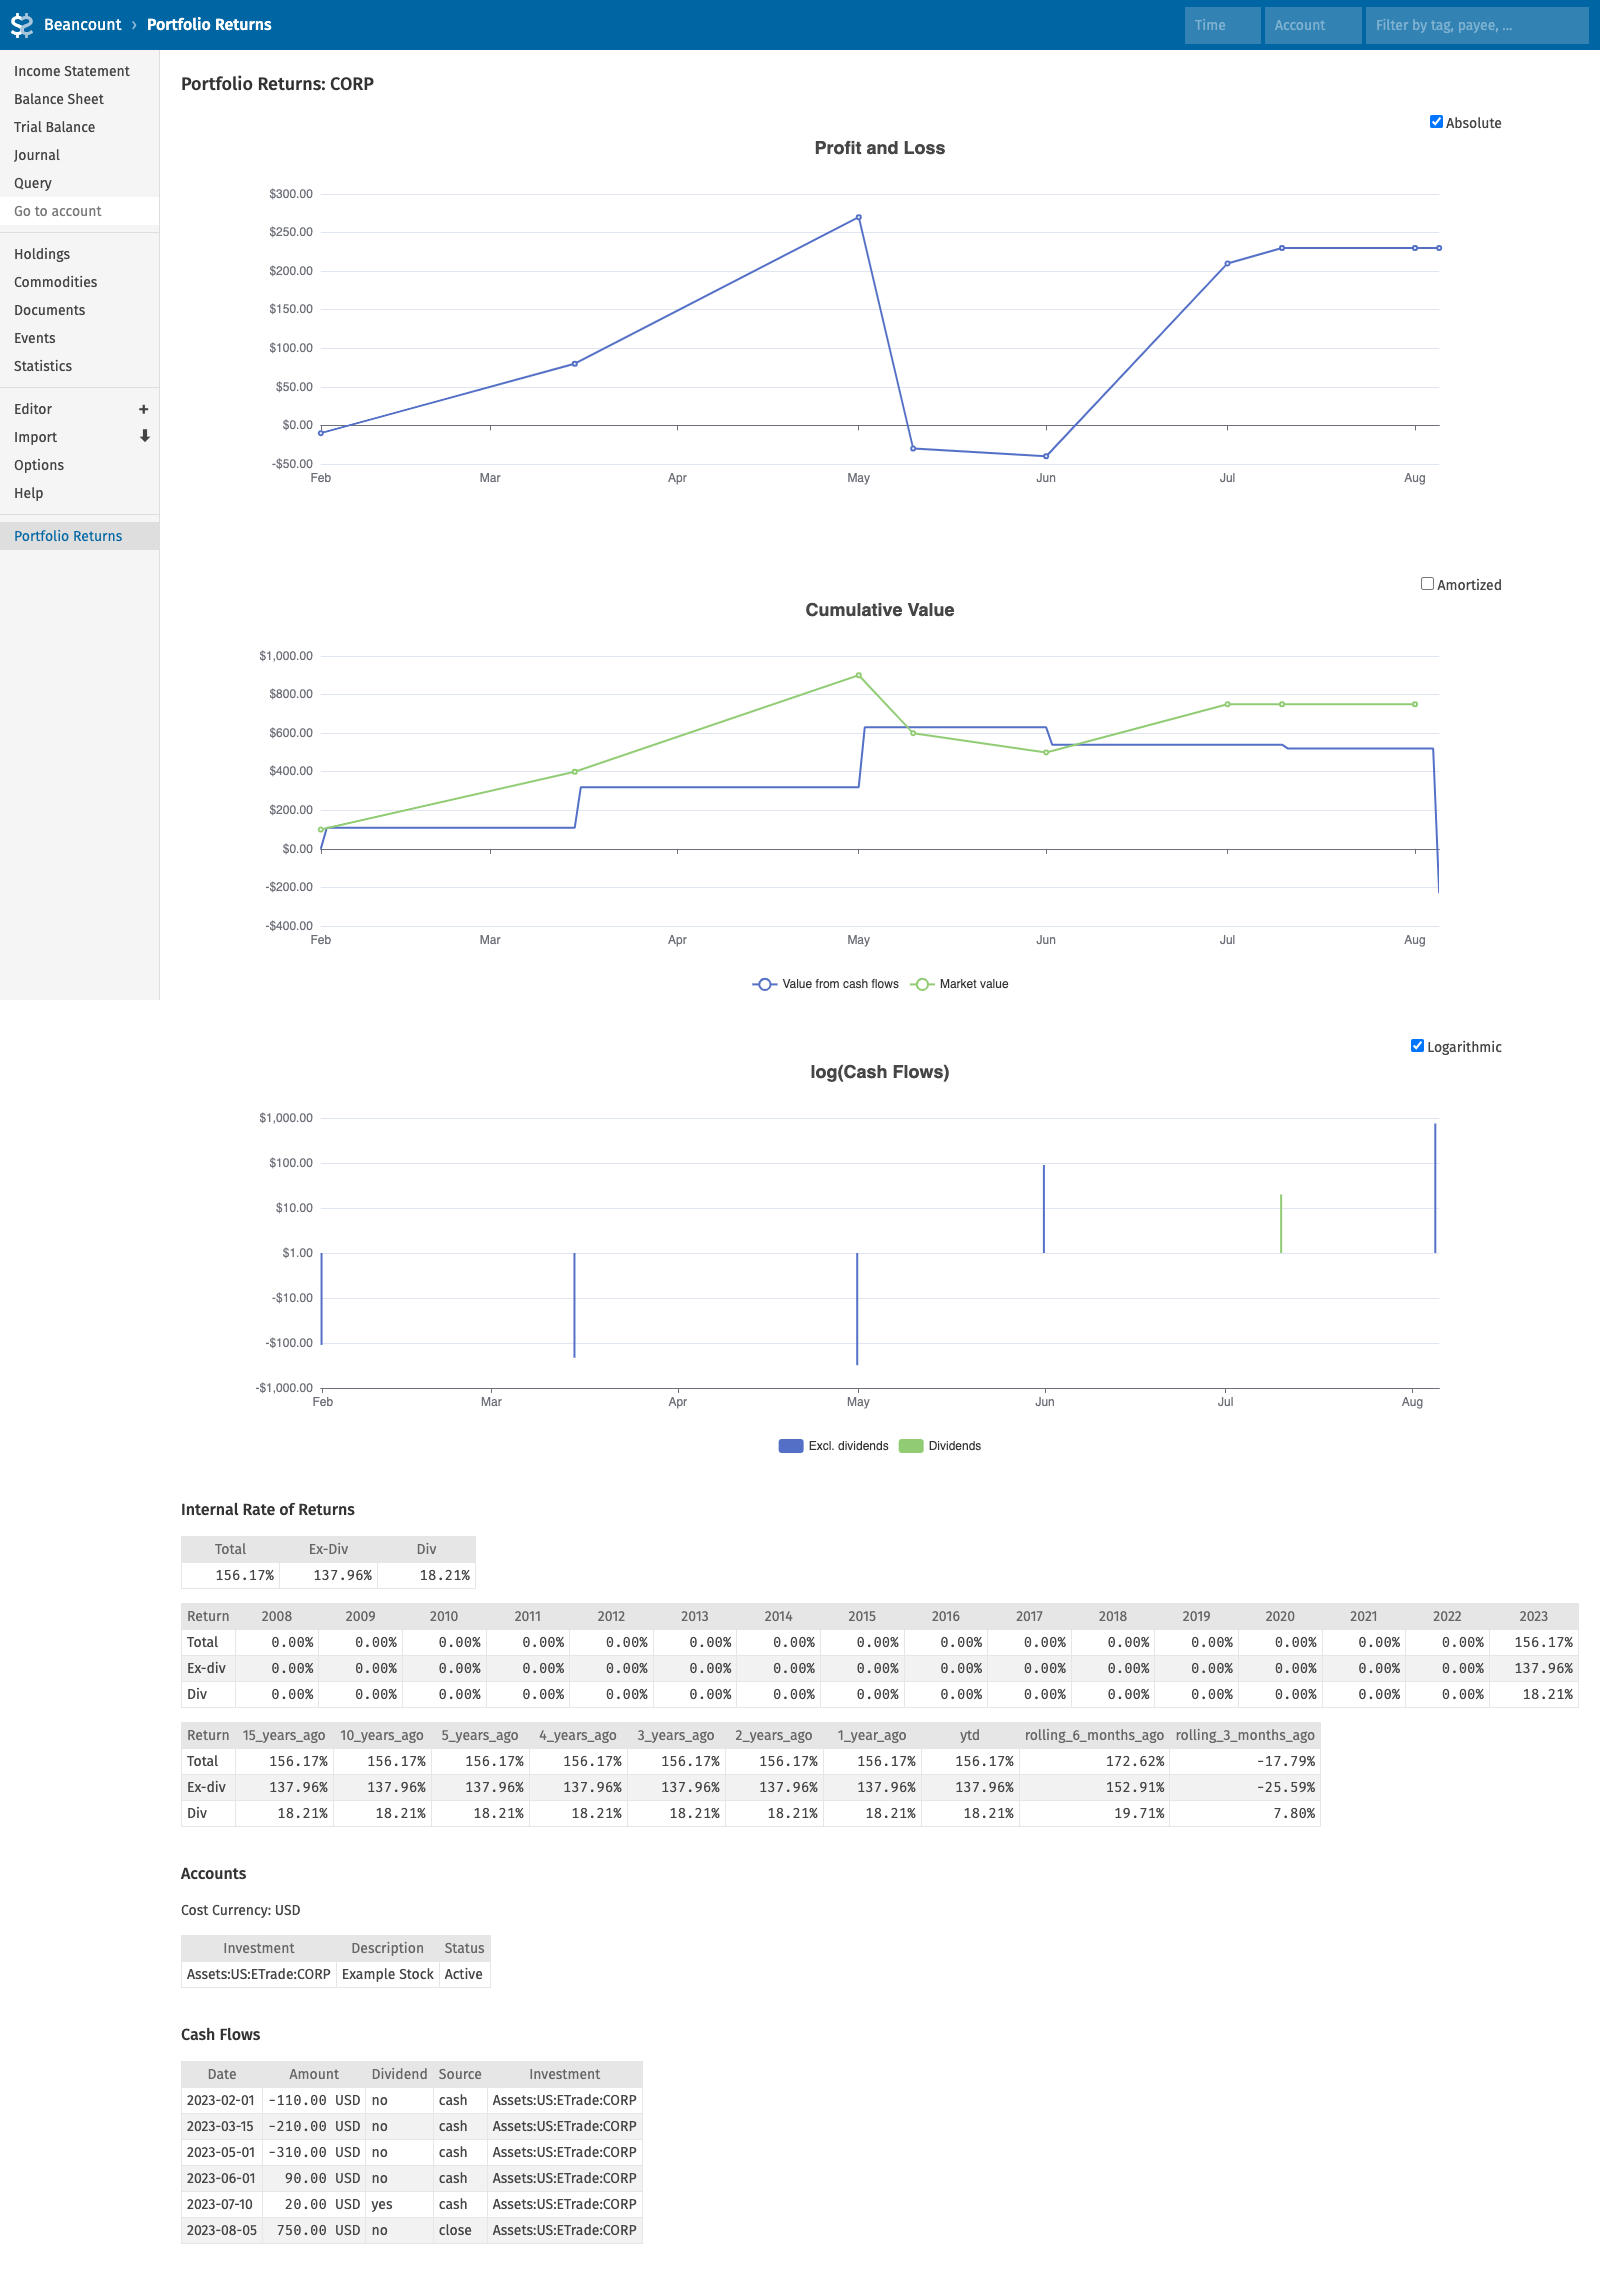 Beancount › Portfolio Returns
Time
Account
Filter by tag, payee, ...
Income Statement
Balance Sheet
Trial Balance
Journal
Query
Go to account
Holdings
Commodities
Documents
Events
Statistics
Editor +
Import
Options
Help
Portfolio Returns
Portfolio Returns: CORP
Absolute
Profit and Loss
$300.00
$250.00
$200.00
$150.00
$100.00
$50.00
$0.00
-$50.00
Feb Mar Apr May Jun Jul Aug
Amortized
Cumulative Value
$1,000.00
$800.00
$600.00
$400.00
$200.00
$0.00
-$200.00
-$400.00
Feb Mar Apr May Jun Jul Aug
Value from cash flows Market value
Logarithmic
log(Cash Flows)
$1,000.00
$100.00
$10.00
$1.00
-$10.00
-$100.00
-$1,000.00
Feb Mar Apr May Jun Jul Aug
Excl. dividends Dividends
Internal Rate of Returns
Total Ex-Div Div
156.17% 137.96% 18.21%
Return 2008 2009 2010 2011 2012 2013 2014 2015 2016 2017 2018 2019 2020 2021 2022 2023
Total 0.00% 0.00% 0.00% 0.00% 0.00% 0.00% 0.00% 0.00% 0.00% 0.00% 0.00% 0.00% 0.00% 0.00% 0.00% 156.17%
Ex-div 0.00% 0.00% 0.00% 0.00% 0.00% 0.00% 0.00% 0.00% 0.00% 0.00% 0.00% 0.00% 0.00% 0.00% 0.00% 137.96%
Div 0.00% 0.00% 0.00% 0.00% 0.00% 0.00% 0.00% 0.00% 0.00% 0.00% 0.00% 0.00% 0.00% 0.00% 0.00% 18.21%
Return 15_years_ago 10_years_ago 5_years_ago 4_years_ago 3_years_ago 2_years_ago 1_year_ago ytd rolling_6_months_ago rolling_3_months_ago
Total 156.17% 156.17% 156.17% 156.17% 156.17% 156.17% 156.17% 156.17% 172.62% -17.79%
Ex-div 137.96% 137.96% 137.96% 137.96% 137.96% 137.96% 137.96% 137.96% 152.91% -25.59%
Div 18.21% 18.21% 18.21% 18.21% 18.21% 18.21% 18.21% 18.21% 19.71% 7.80%
Accounts
Cost Currency: USD
Investment Description Status
Assets:US:ETrade:CORP Example Stock Active
Cash Flows
Date Amount Dividend Source Investment
2023-02-01 -110.00 USD no cash Assets:US:ETrade:CORP
2023-03-15 -210.00 USD no cash Assets:US:ETrade:CORP
2023-05-01 -310.00 USD no cash Assets:US:ETrade:CORP
2023-06-01 90.00 USD no cash Assets:US:ETrade:CORP
2023-07-10 20.00 USD yes cash Assets:US:ETrade:CORP
2023-08-05 750.00 USD no close Assets:US:ETrade:CORP